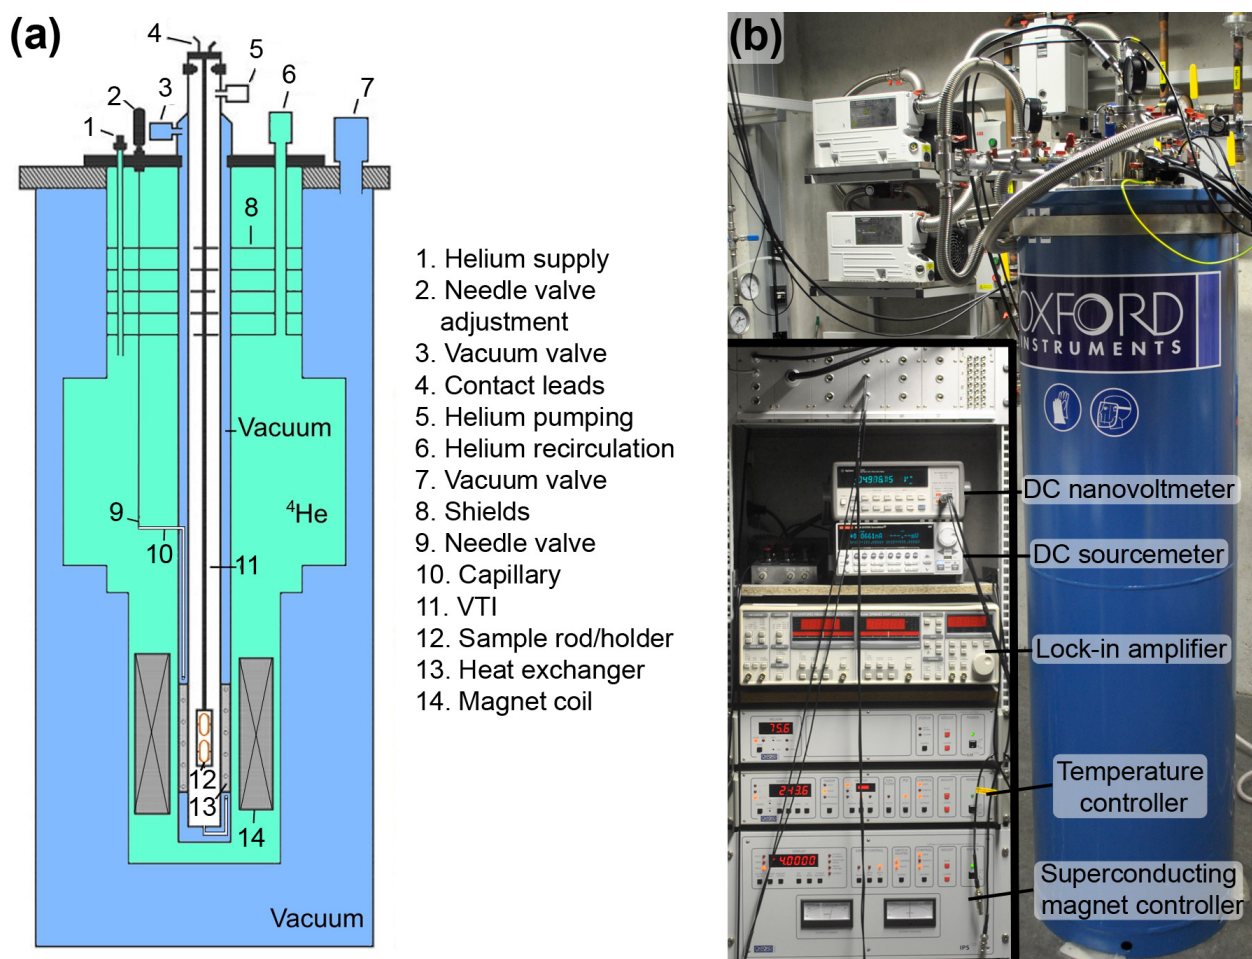 (a)
4
5
3
6
7
2
1
8
Vacuum
9
4He
10
11
12
13
14
Vacuum
1. Helium supply
2. Needle valve
adjustment
3. Vacuum valve
4. Contact leads
5. Helium pumping
6. Helium recirculation
7. Vacuum valve
8. Shields
9. Needle valve
10. Capillary
11. VTI
12. Sample rod/holder
13. Heat exchanger
14. Magnet coil
(b)
OXFORD
INSTRUMENTS
DC nanovoltmeter
DC sourcemeter
Lock-in amplifier
75.6
Temperature
controller
243.6
4.0000
Superconducting
magnet controller
IPS